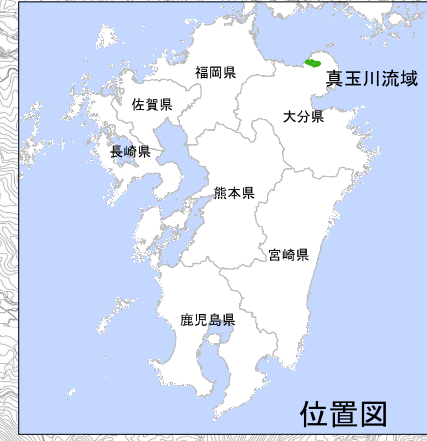 福岡県
真玉川流域
佐賀県
大分県
長崎県
熊本県
宮崎県
鹿児島県
位置図